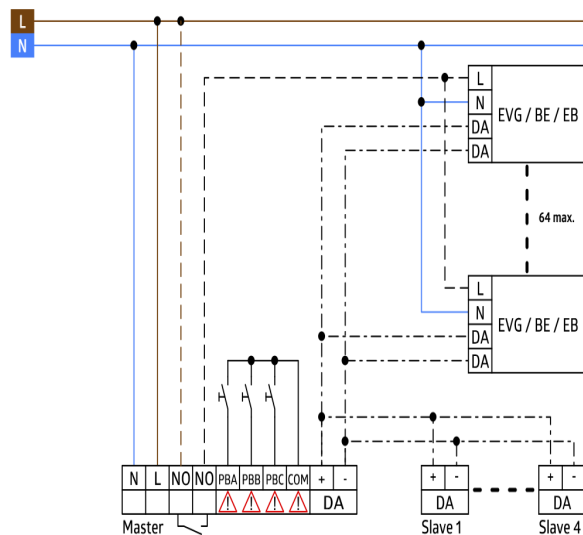 L
N
L
N
DA
DA
EVG / BE / EB
64 max.
L
N
DA
DA
EVG / BE / EB
N L NO NO PBA PBB PBC COM + -
DA
Master
+ -
DA
Slave 1
+ -
DA
Slave 4